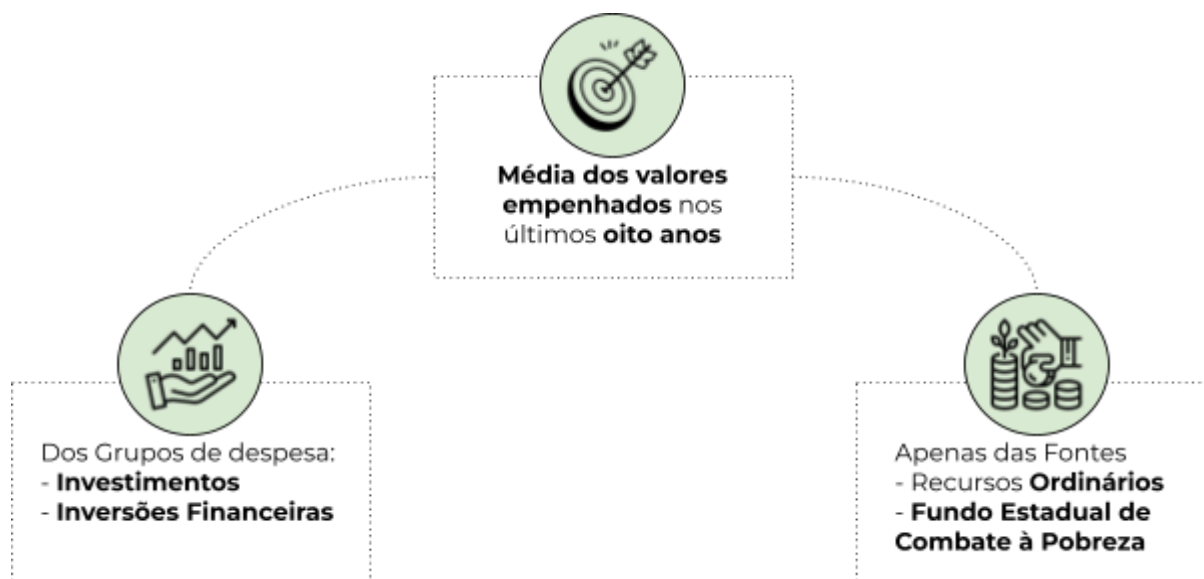 Média dos valores
empenhados nos
últimos oito anos
Dos Grupos de despesa:
- Investimentos
- Inversões Financeiras
Apenas das Fontes
- Recursos Ordinários
- Fundo Estadual de
Combate à Pobreza